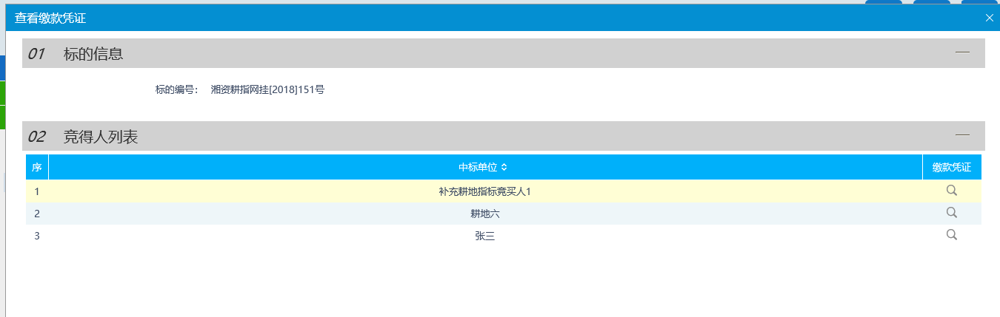 查看缴款凭证
01 标的信息
标的编号： 湘资耕指网挂[2018]151号
02 竞得人列表
序 中标单位 缴款凭证
1 补充耕地指标竞买人1
2 耕地六
3 张三